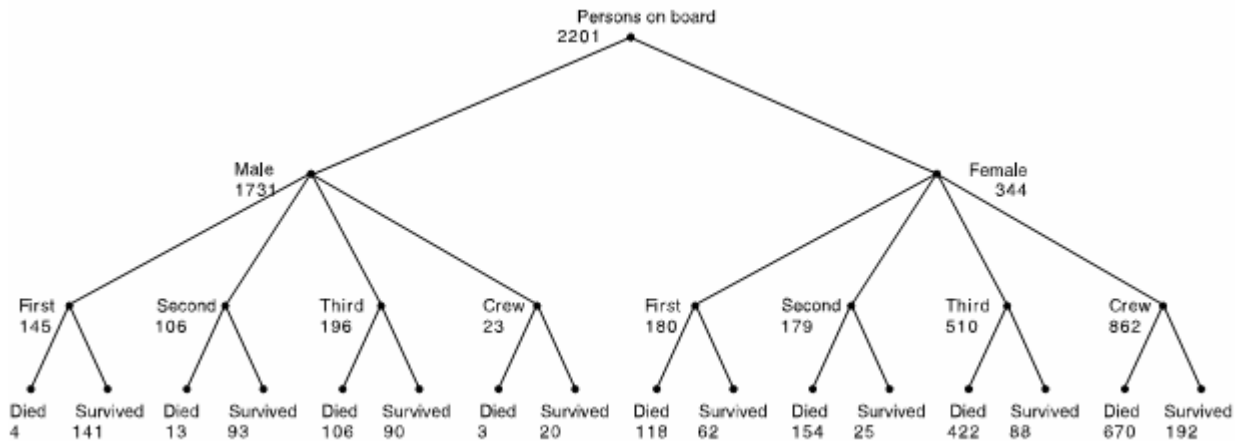 Persons on board
2201
Male
1731
Female
344
First
145
Second
106
Third
196
Crew
23
First
180
Second
179
Third
510
Crew
862
Died Survived Died Survived Died Survived Died Survived Died Survived Died Survived Died Survived Died Survived
4 141 13 93 106 90 3 20 118 62 154 25 422 88 670 192